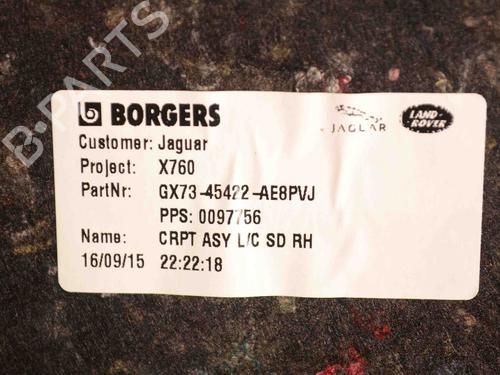 B-PARTS
BORGERS
JAGUAR
LAND-
ROVER
Customer: Jaguar
Project: X760
PartNr: GX73-45422-AE8PVJ
PPS: 0097756
Name: CRPT ASY L/C SD RH
16/09/15 22:22:18